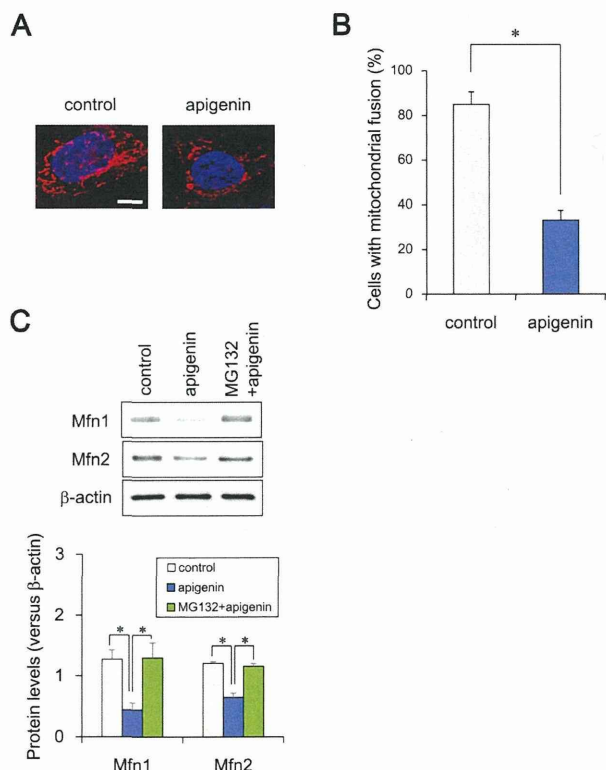 A
control
apigenin
B
*
Cells with mitochondrial fusion (%)
100
80
60
40
20
0
control
apigenin
C
control
apigenin
MG132
+apigenin
Mfn1
Mfn2
β-actin
Protein levels (versus β-actin)
3
2
1
0
control
apigenin
MG132+apigenin
* *
* *
Mfn1
Mfn2